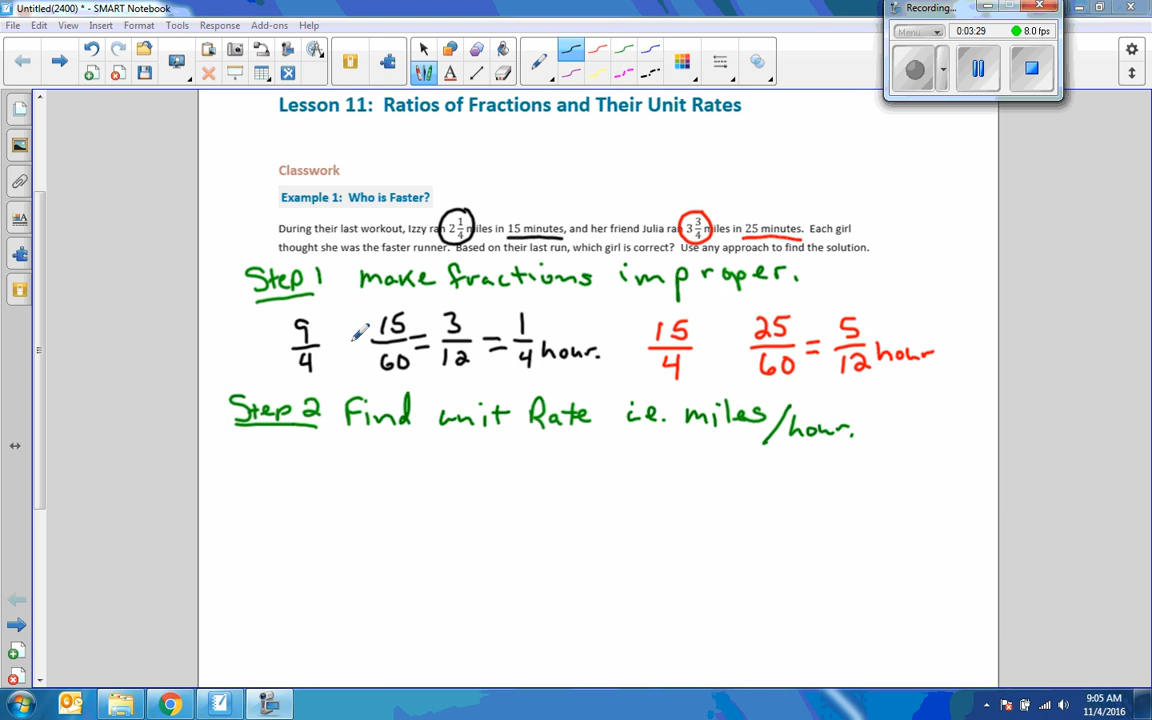 Untitled(2400) * - SMART Notebook
File Edit View Insert Format Tools Response Add-ons Help
Recording...
Menu 0:03:29 8.0 fps
Lesson 11: Ratios of Fractions and Their Unit Rates
Classwork
Example 1: Who is Faster?
During their last workout, Izzy ran 2 1/4 miles in 15 minutes, and her friend Julia ran 3 3/4 miles in 25 minutes. Each girl
thought she was the faster runner. Based on their last run, which girl is correct? Use any approach to find the solution.
Step 1 make fractions improper.
9/4 15/60 = 3/12 = 1/4 hour. 15/4 25/60 = 5/12 hour
Step 2 Find unit Rate i.e. miles/hour.
9:05 AM
11/4/2016